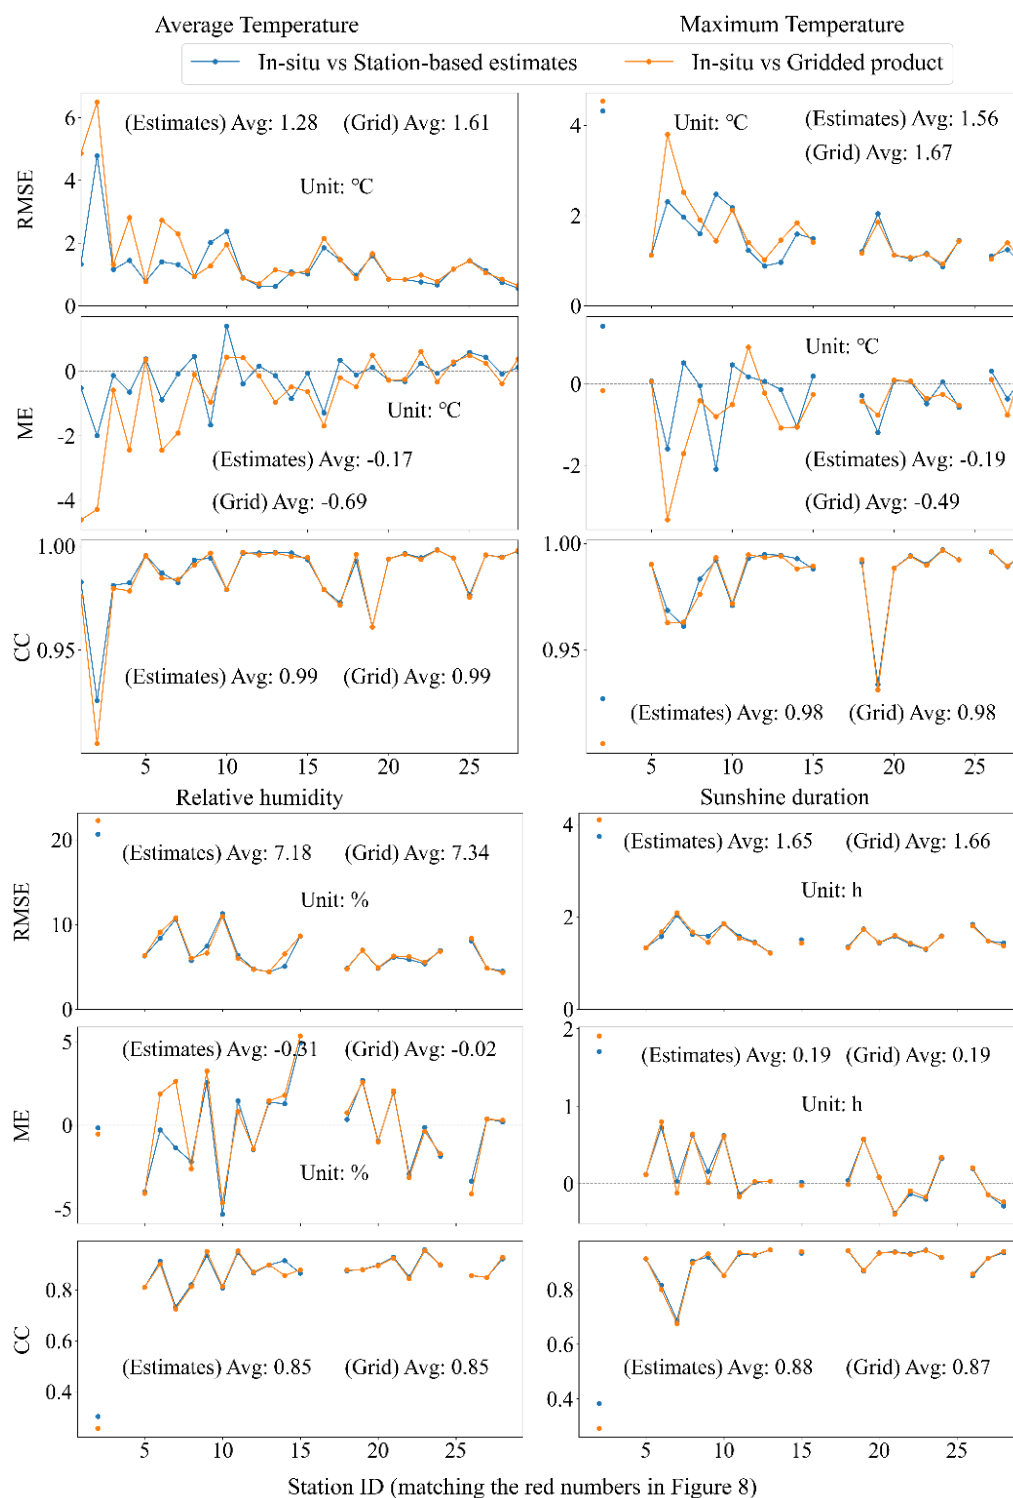 Average Temperature
Maximum Temperature
In-situ vs Station-based estimates
In-situ vs Gridded product
RMSE
6
4
2
0
(Estimates) Avg: 1.28 (Grid) Avg: 1.61
Unit: °C
4
2
0
Unit: °C
(Estimates) Avg: 1.56
(Grid) Avg: 1.67
ME
0
-2
-4
Unit: °C
(Estimates) Avg: -0.17
(Grid) Avg: -0.69
0
-2
Unit: °C
(Estimates) Avg: -0.19
(Grid) Avg: -0.49
CC
1.00
0.95
(Estimates) Avg: 0.99 (Grid) Avg: 0.99
5 10 15 20 25
1.00
0.95
(Estimates) Avg: 0.98 (Grid) Avg: 0.98
5 10 15 20 25
Relative humidity
Sunshine duration
RMSE
20
10
0
(Estimates) Avg: 7.18 (Grid) Avg: 7.34
Unit: %
4
2
0
(Estimates) Avg: 1.65 (Grid) Avg: 1.66
Unit: h
ME
5
0
-5
(Estimates) Avg: -0.31 (Grid) Avg: -0.02
Unit: %
2
1
0
(Estimates) Avg: 0.19 (Grid) Avg: 0.19
Unit: h
CC
0.8
0.6
0.4
(Estimates) Avg: 0.85 (Grid) Avg: 0.85
5 10 15 20 25
0.8
0.6
0.4
(Estimates) Avg: 0.88 (Grid) Avg: 0.87
5 10 15 20 25
Station ID (matching the red numbers in Figure 8)